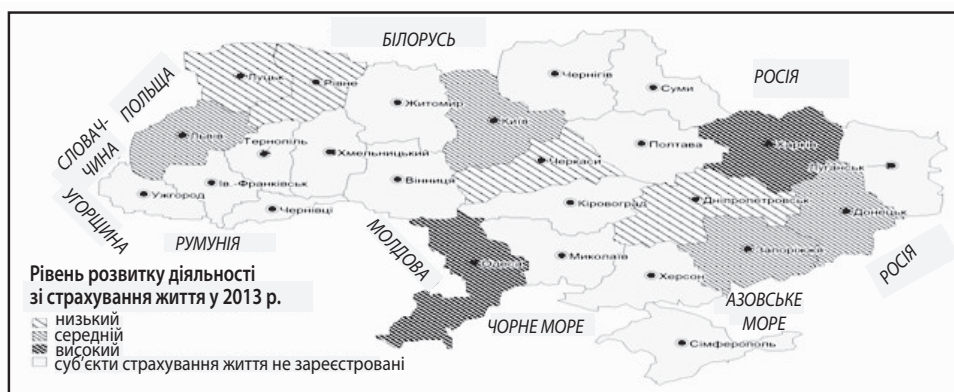 БІЛОРУСЬ
РОСІЯ
ПОЛЬЩА
СЛОВАЧ-
ЧИНА
УГОРЩИНА
РУМУНІЯ
МОЛДОВА
ЧОРНЕ МОРЕ
АЗОВСЬКЕ
МОРЕ
РОСІЯ
Луцьк
Рівне
Житомир
Київ
Чернігів
Суми
Львів
Тернопіль
Хмельницький
Черкаси
Полтава
Харків
Луганськ
Ужгород
Ів.-Франківськ
Вінниця
Чернівці
Кіровоград
Дніпропетровськ
Донецьк
Одеса
Миколаїв
Запоріжжя
Херсон
Сімферополь
Рівень розвитку діяльності
зі страхування життя у 2013 р.
низький
середній
високий
суб'єкти страхування життя не зареєстровані